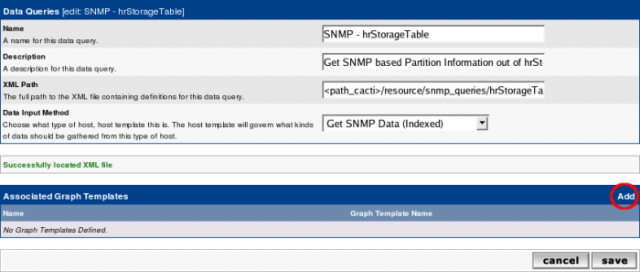 Data Queries [edit: SNMP - hrStorageTable]
Name
A name for this data query.
SNMP - hrStorageTable
Description
A description for this data query.
Get SNMP based Partition Information out of hrSt
XML Path
The full path to the XML file containing definitions for this data query.
<path_cacti>/resource/snmp_queries/hrStorageTa
Data Input Method
Choose what type of host, host template this is. The host template will govern what kinds
of data should be gathered from this type of host.
Get SNMP Data (Indexed)
Successfully located XML file
Associated Graph Templates
Add
Name
Graph Template Name
No Graph Templates Defined.
cancel
save